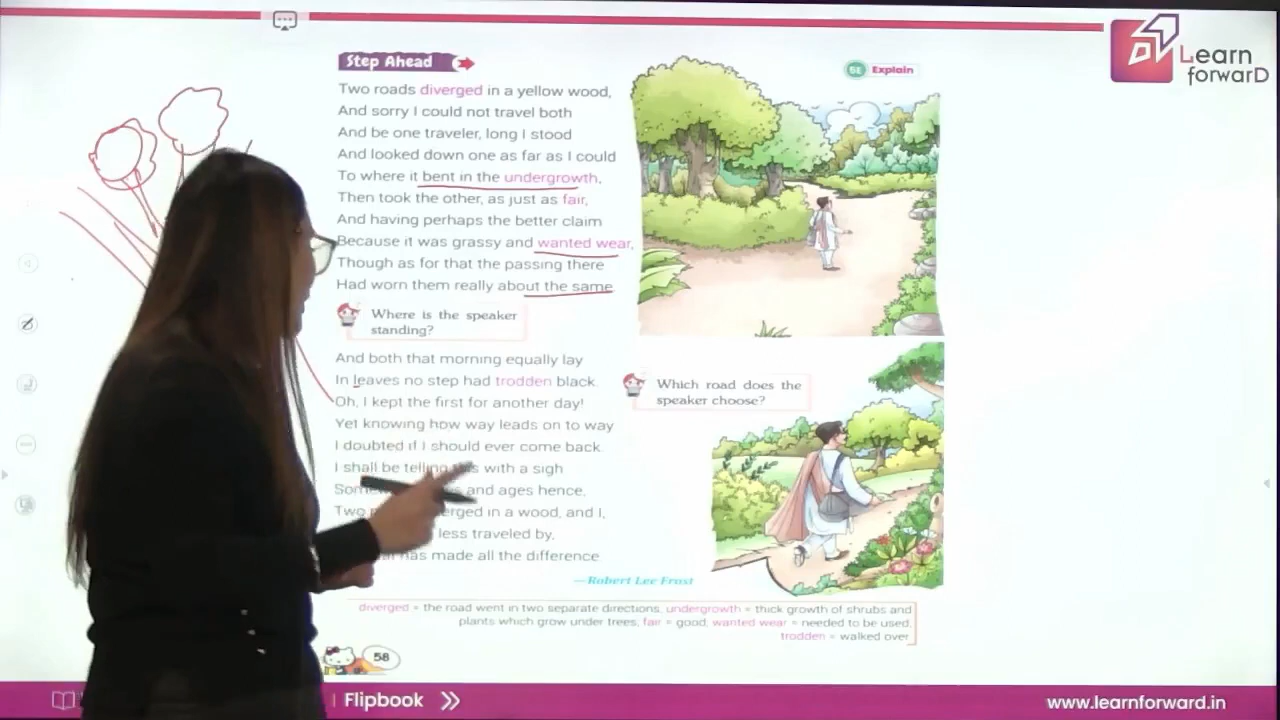 Learn
forwarD
Step Ahead
5E Explain
Two roads diverged in a yellow wood,
And sorry I could not travel both
And be one traveler, long I stood
And looked down one as far as I could
To where it bent in the undergrowth,
Then took the other, as just as fair,
And having perhaps the better claim
Because it was grassy and wanted wear,
Though as for that the passing there
Had worn them really about the same
Where is the speaker
standing?
And both that morning equally lay
In leaves no step had trodden black.
Oh, I kept the first for another day!
Yet knowing how way leads on to way
I doubted if I should ever come back.
I shall be telling this with a sigh
and ages hence,
Two in a wood, and I,
less traveled by,
has made all the difference
Which road does the
speaker choose?
—Robert Lee Frost
diverged = the road went in two separate directions, undergrowth = thick growth of shrubs and
plants which grow under trees, fair = good, wanted wear = needed to be used,
trodden = walked over
58
Flipbook
www.learnforward.in